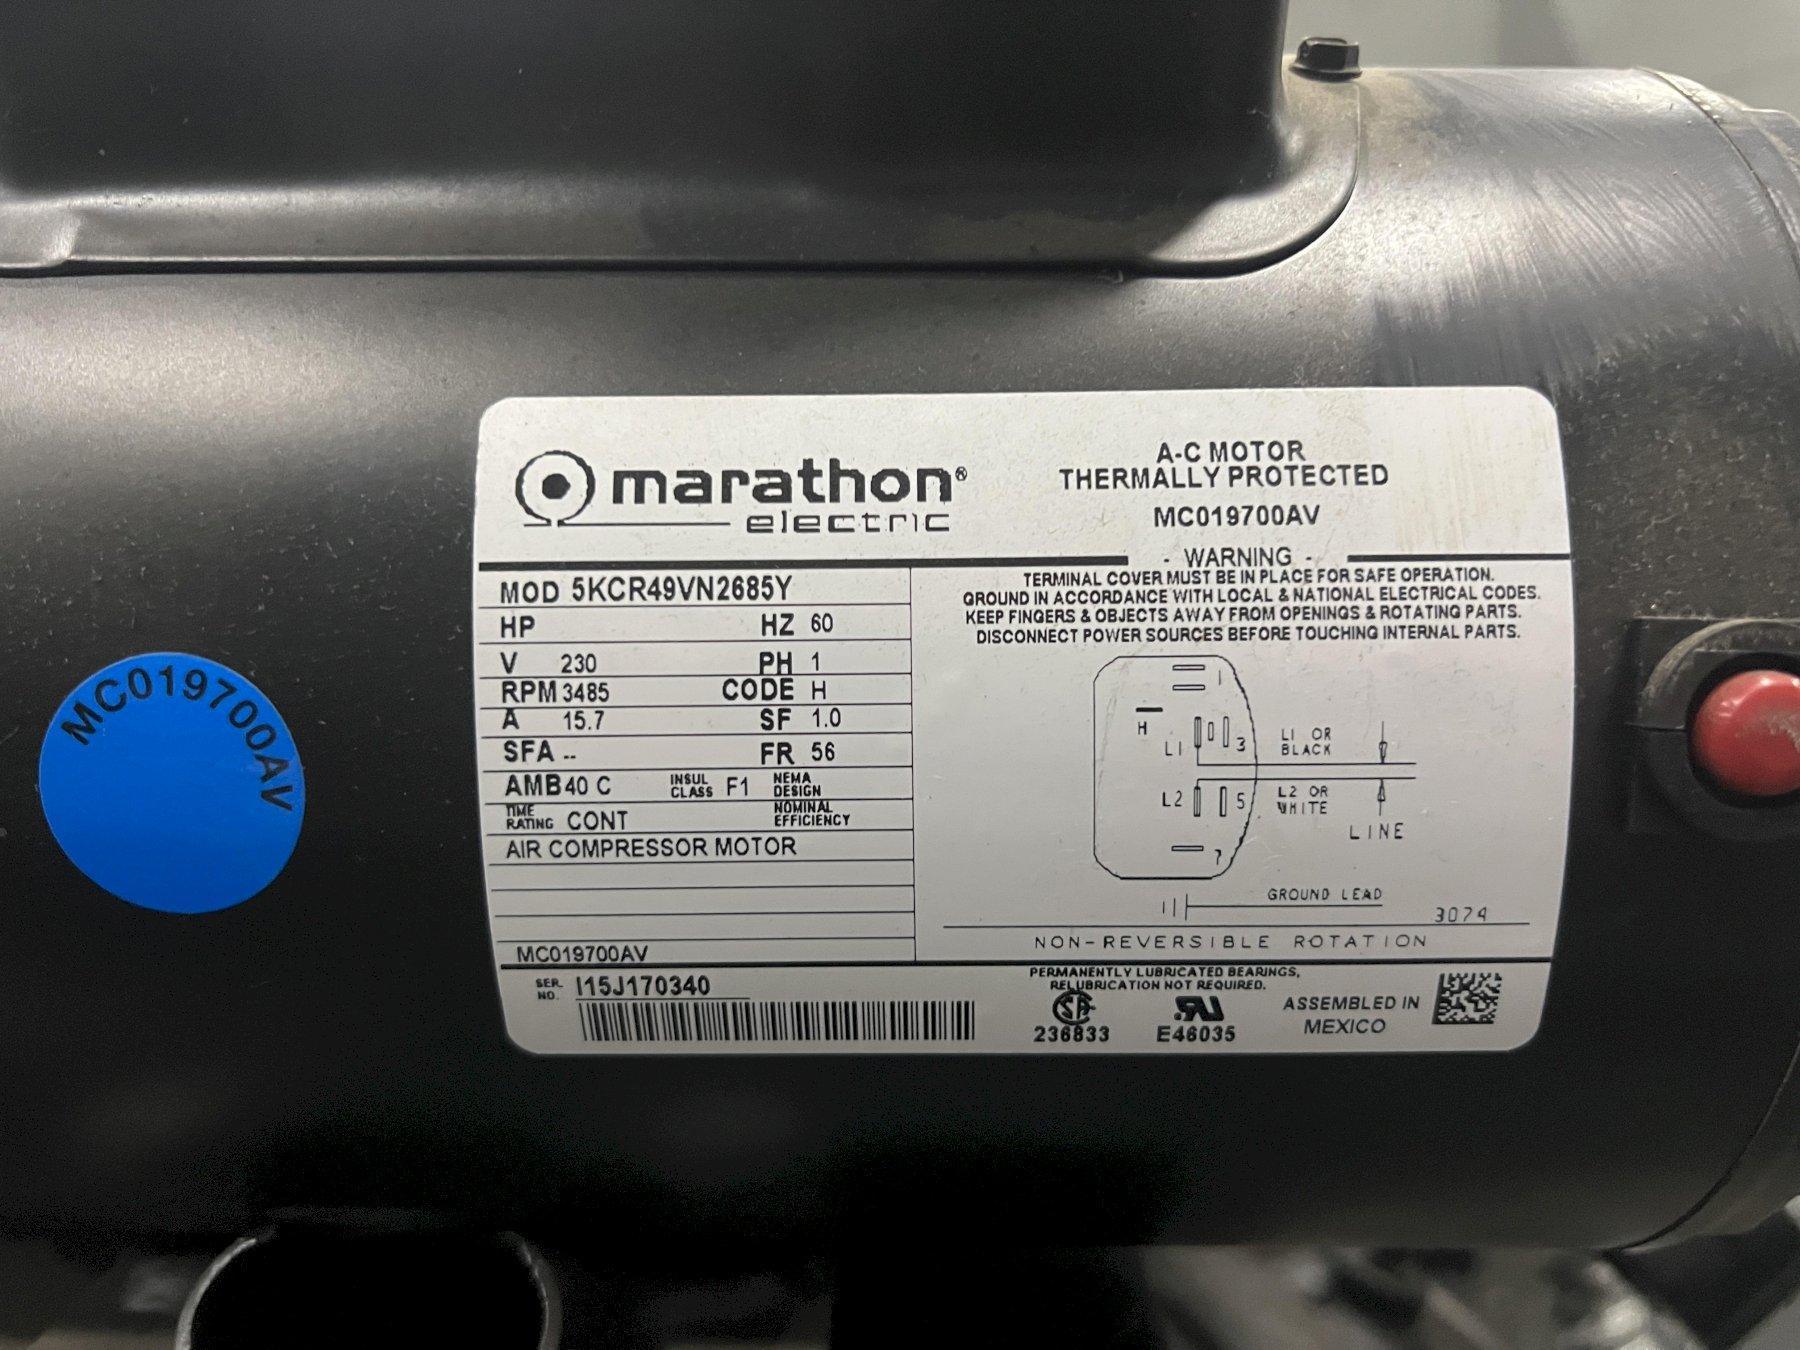 MC019700AV
marathon®
electric
A-C MOTOR
THERMALLY PROTECTED
MC019700AV
- WARNING -
TERMINAL COVER MUST BE IN PLACE FOR SAFE OPERATION.
GROUND IN ACCORDANCE WITH LOCAL & NATIONAL ELECTRICAL CODES.
KEEP FINGERS & OBJECTS AWAY FROM OPENINGS & ROTATING PARTS.
DISCONNECT POWER SOURCES BEFORE TOUCHING INTERNAL PARTS.
MOD 5KCR49VN2685Y
HP HZ 60
V 230 PH 1
RPM 3485 CODE H
A 15.7 SF 1.0
SFA -- FR 56
AMB 40 C INSUL CLASS F1 NEMA DESIGN
TIME RATING CONT NOMINAL EFFICIENCY
AIR COMPRESSOR MOTOR
MC019700AV
1
H
L1 3 L1 OR BLACK
L2 5 L2 OR WHITE
LINE
7
GROUND LEAD
3074
NON-REVERSIBLE ROTATION
SER. NO. I15J170340
PERMANENTLY LUBRICATED BEARINGS,
RELUBRICATION NOT REQUIRED.
236833 E46035
ASSEMBLED IN
MEXICO